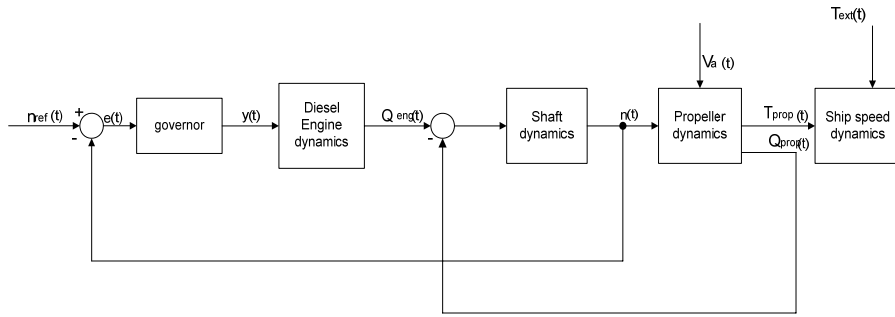 Text(t)
Va (t)
nref (t)
+
-
e(t)
governor
y(t)
Diesel
Engine
dynamics
Q eng(t)
-
Shaft
dynamics
n(t)
Propeller
dynamics
Tprop (t)
Qprop(t)
Ship speed
dynamics